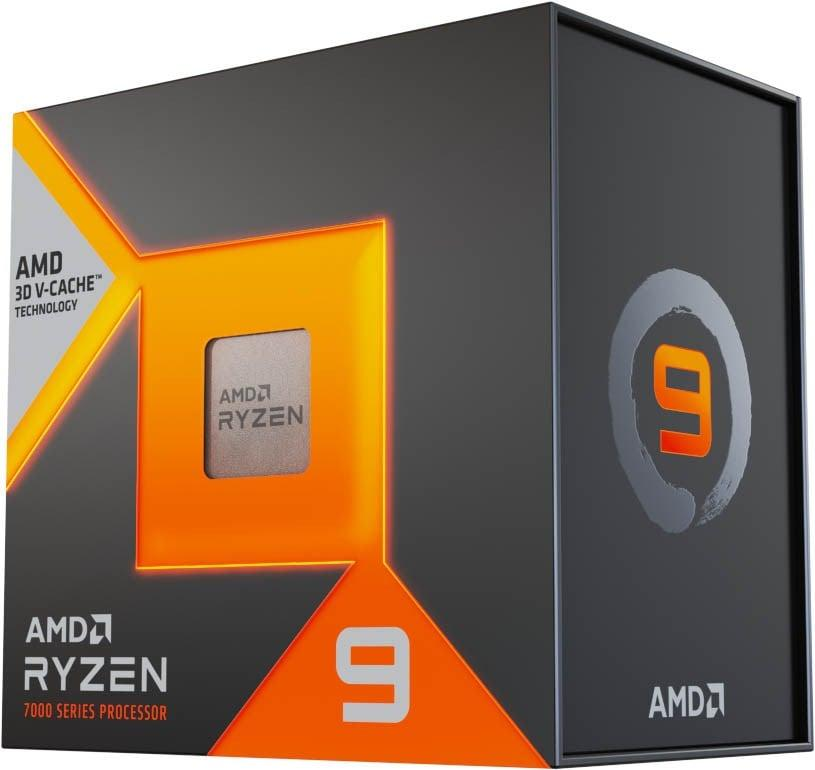 AMD
3D V-CACHE™
TECHNOLOGY
AMD
RYZEN
AMD
RYZEN
7000 SERIES PROCESSOR
9
9
AMD